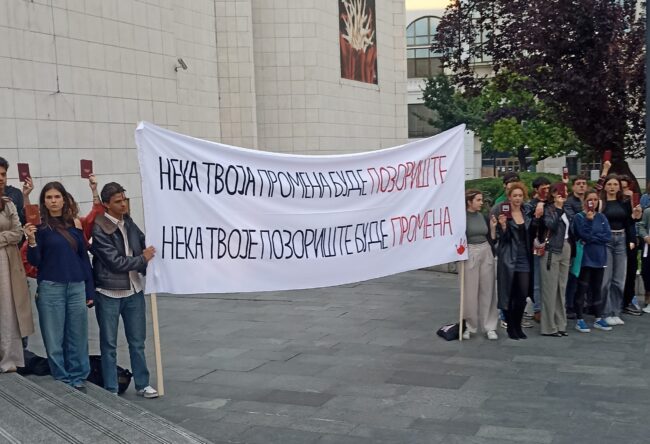 НЕКА ТВОЈА ПРОМЕНА БУДЕ ПОЗОРИШТЕ
НЕКА ТВОЈЕ ПОЗОРИШТЕ БУДЕ ПРОМЕНА